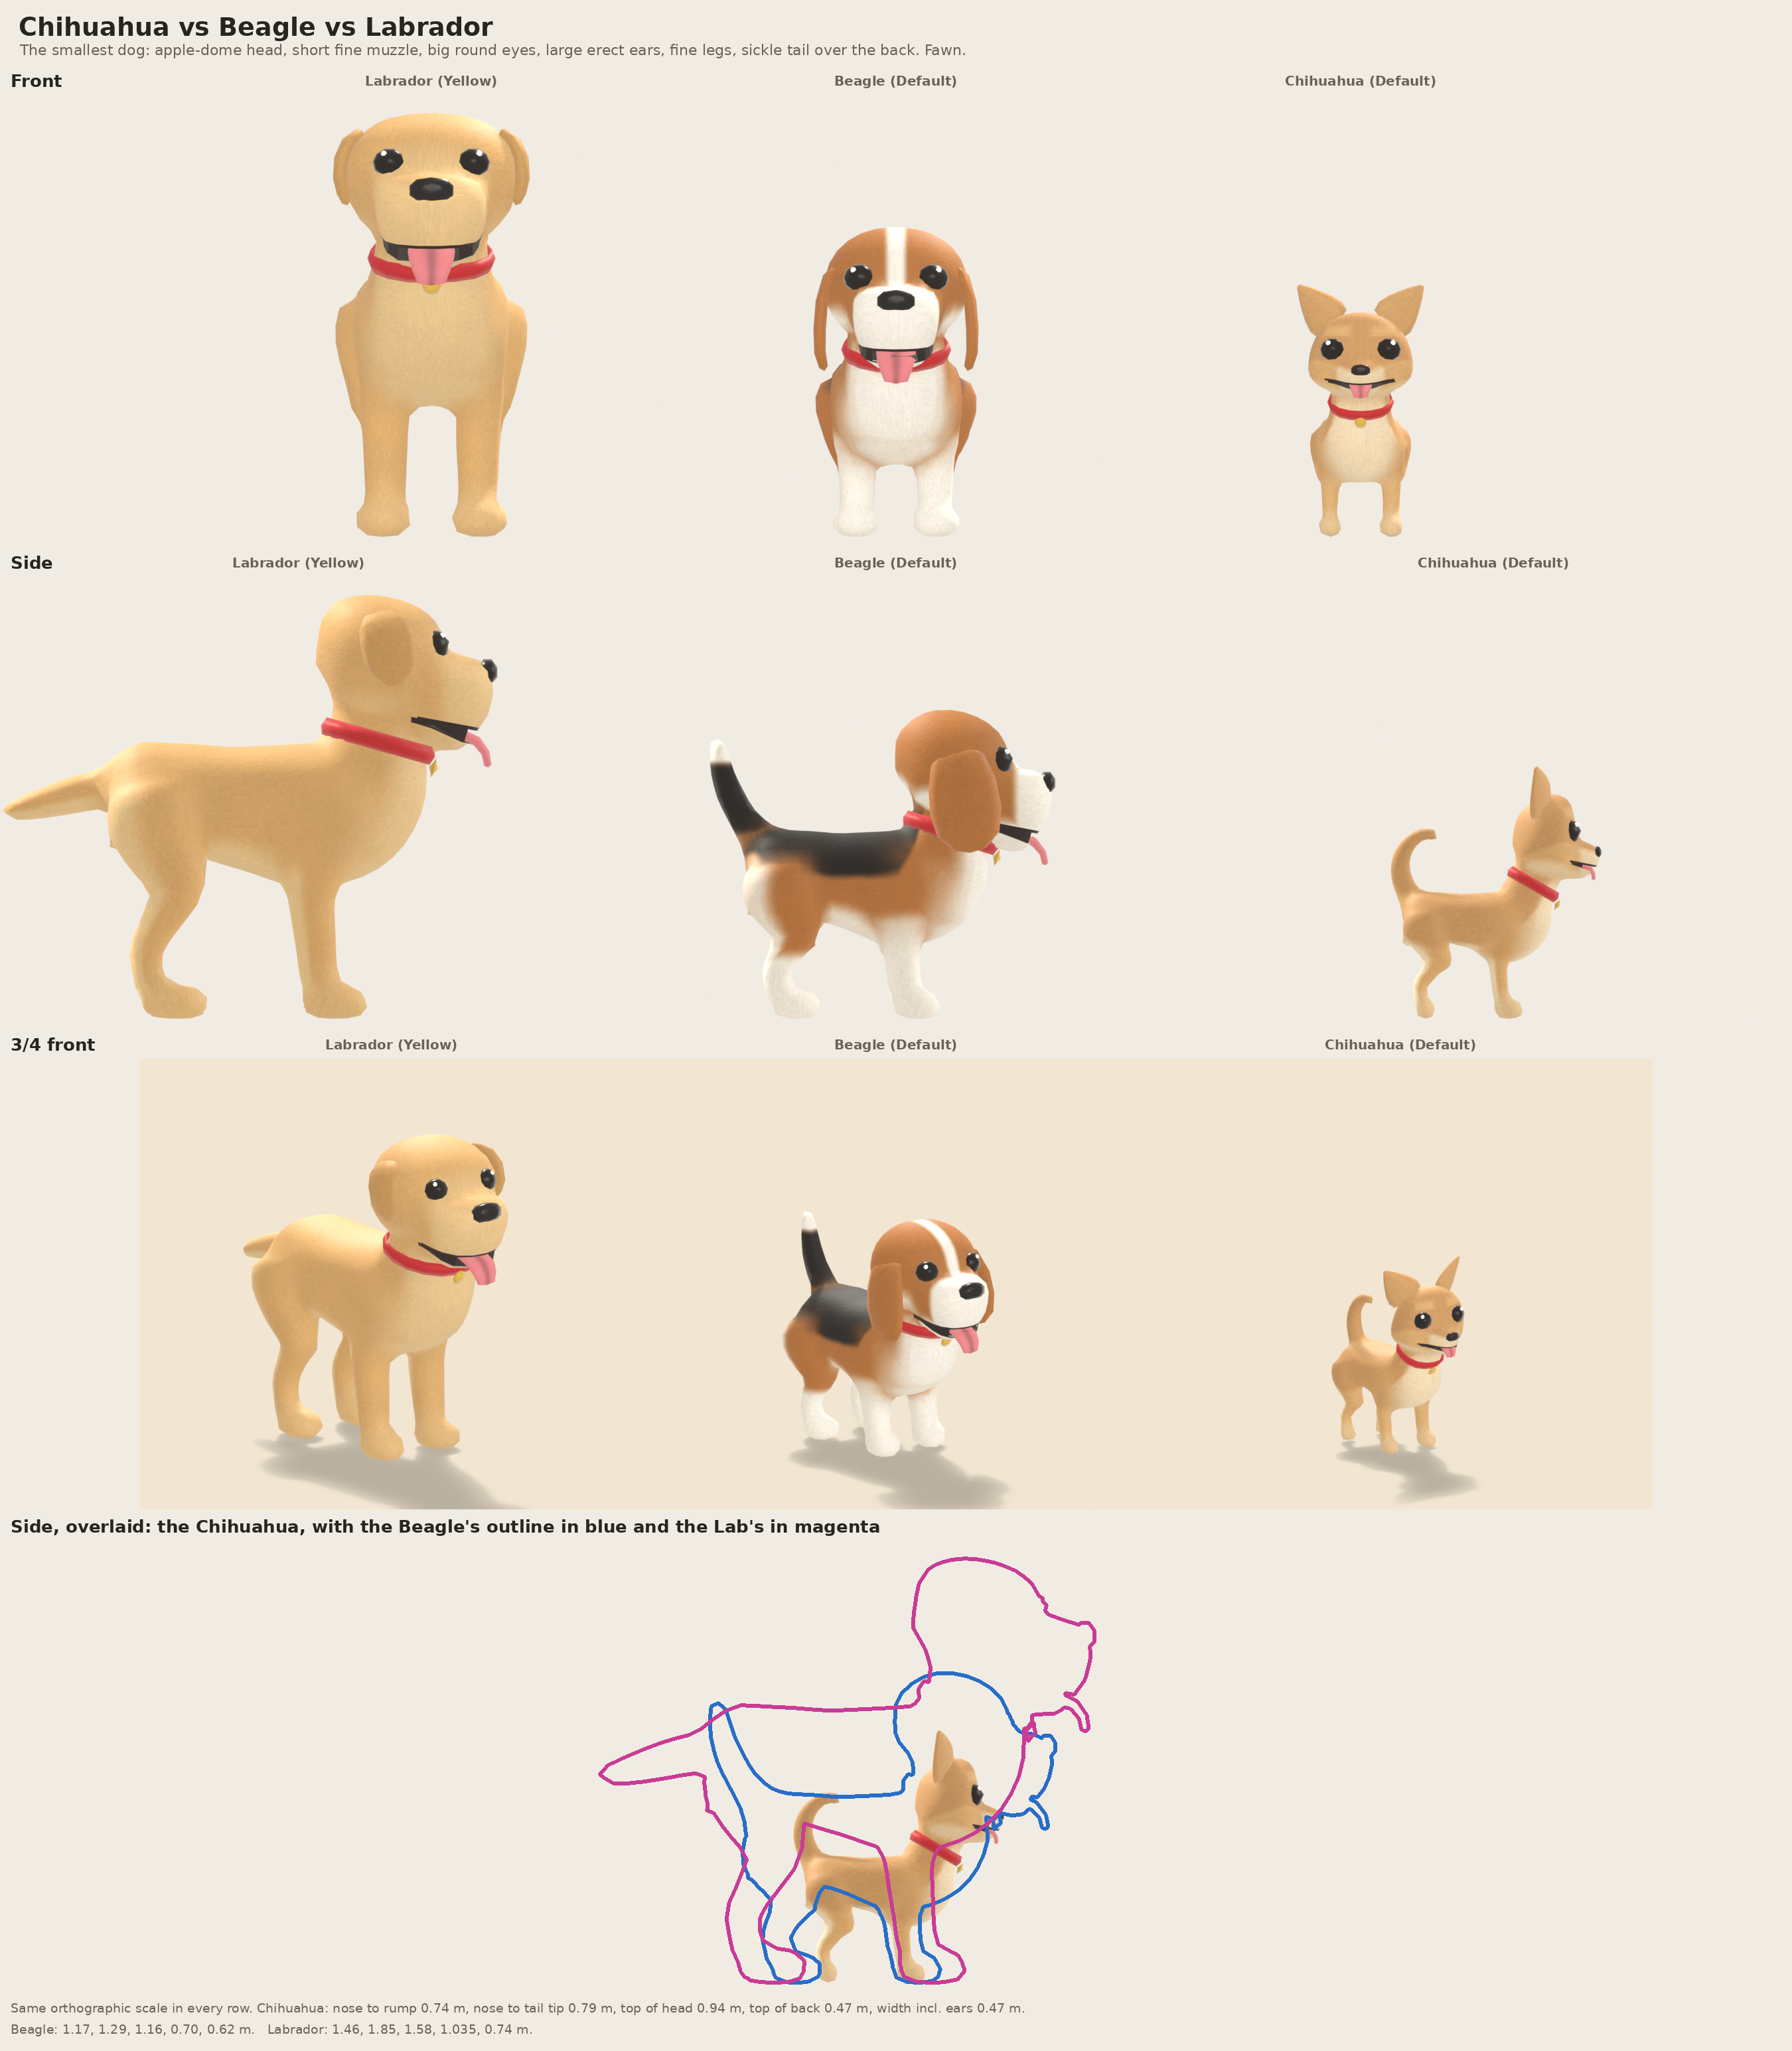 Chihuahua vs Beagle vs Labrador
The smallest dog: apple-dome head, short fine muzzle, big round eyes, large erect ears, fine legs, sickle tail over the back. Fawn.
Front
Labrador (Yellow)
Beagle (Default)
Chihuahua (Default)
Side
Labrador (Yellow)
Beagle (Default)
Chihuahua (Default)
3/4 front
Labrador (Yellow)
Beagle (Default)
Chihuahua (Default)
Side, overlaid: the Chihuahua, with the Beagle's outline in blue and the Lab's in magenta
Same orthographic scale in every row. Chihuahua: nose to rump 0.74 m, nose to tail tip 0.79 m, top of head 0.94 m, top of back 0.47 m, width incl. ears 0.47 m.
Beagle: 1.17, 1.29, 1.16, 0.70, 0.62 m.   Labrador: 1.46, 1.85, 1.58, 1.035, 0.74 m.